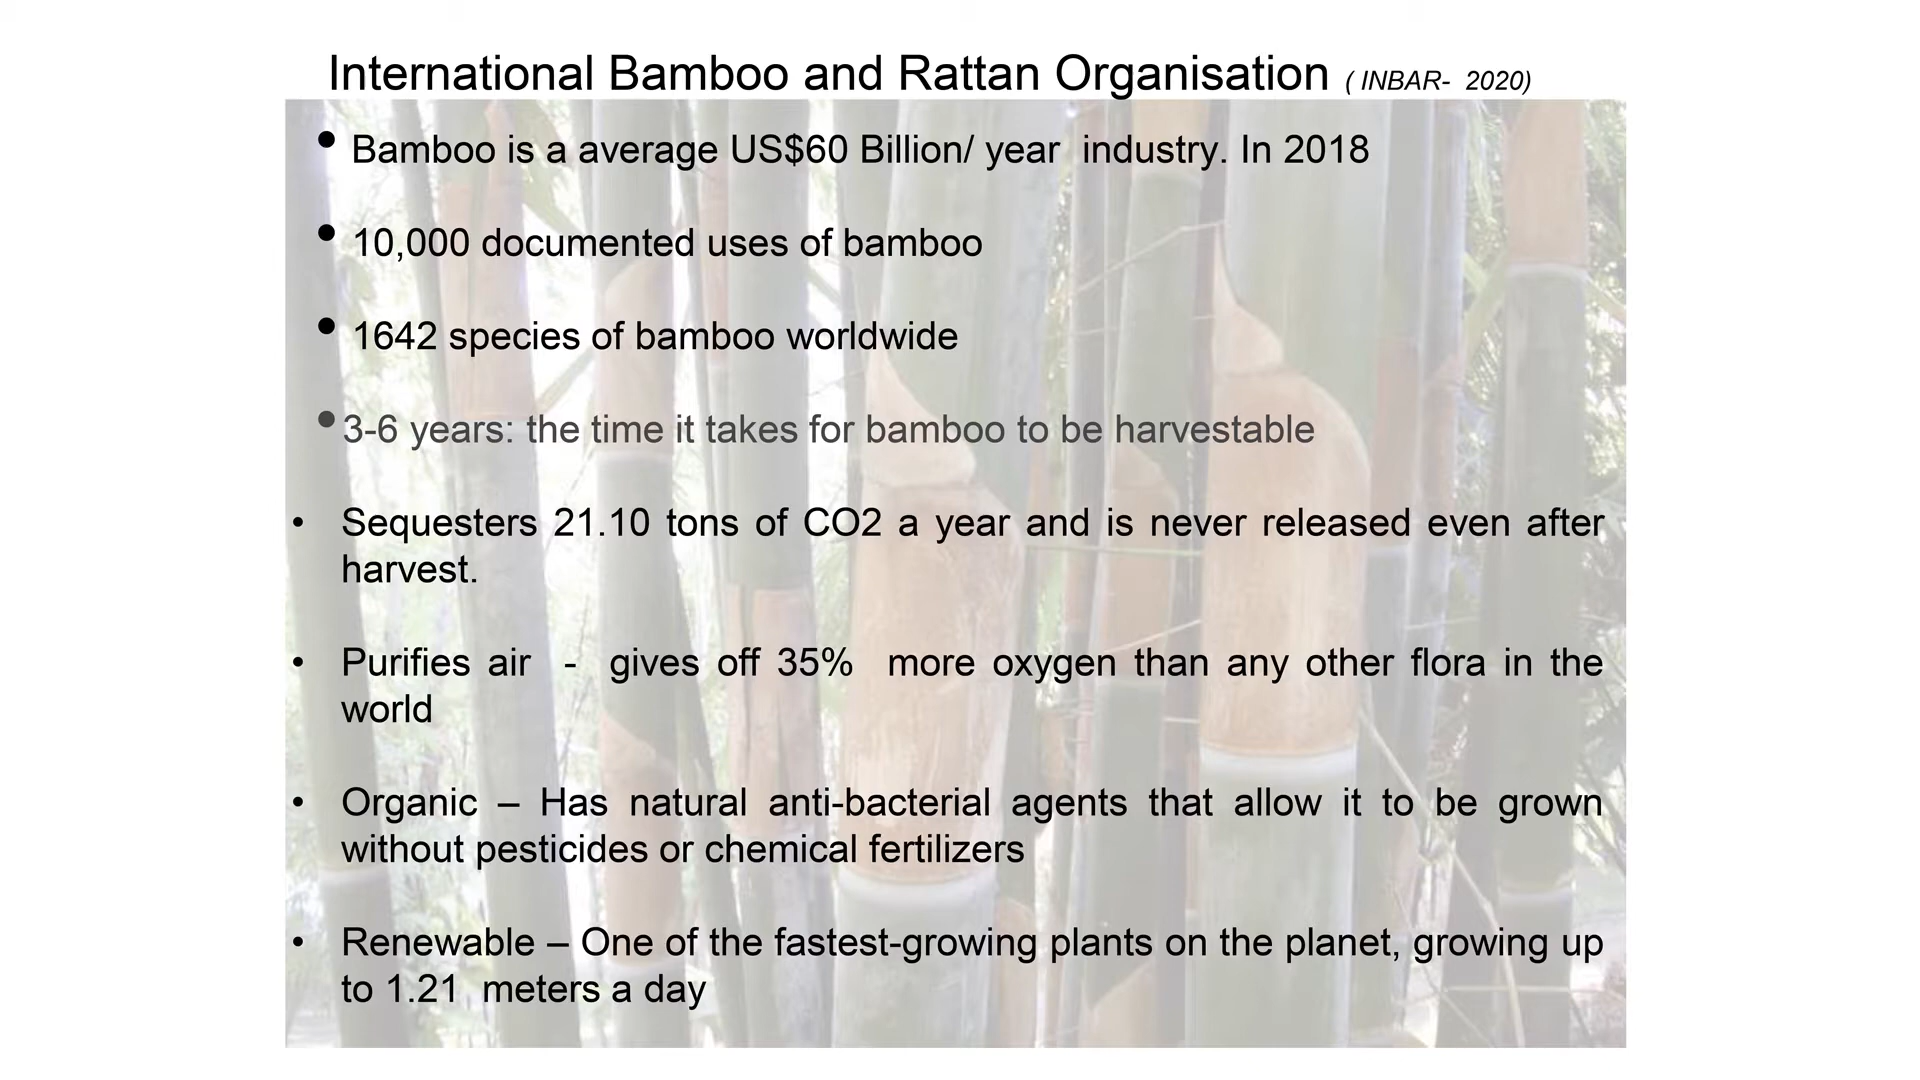 International Bamboo and Rattan Organisation ( INBAR-  2020)
• Bamboo is a average US$60 Billion/ year  industry. In 2018
• 10,000 documented uses of bamboo
• 1642 species of bamboo worldwide
•3-6 years: the time it takes for bamboo to be harvestable
• Sequesters 21.10 tons of CO2 a year and is never released even after
harvest.
• Purifies air  -  gives off 35%  more oxygen than any other flora in the
world
• Organic – Has natural anti-bacterial agents that allow it to be grown
without pesticides or chemical fertilizers
• Renewable – One of the fastest-growing plants on the planet, growing up
to 1.21  meters a day